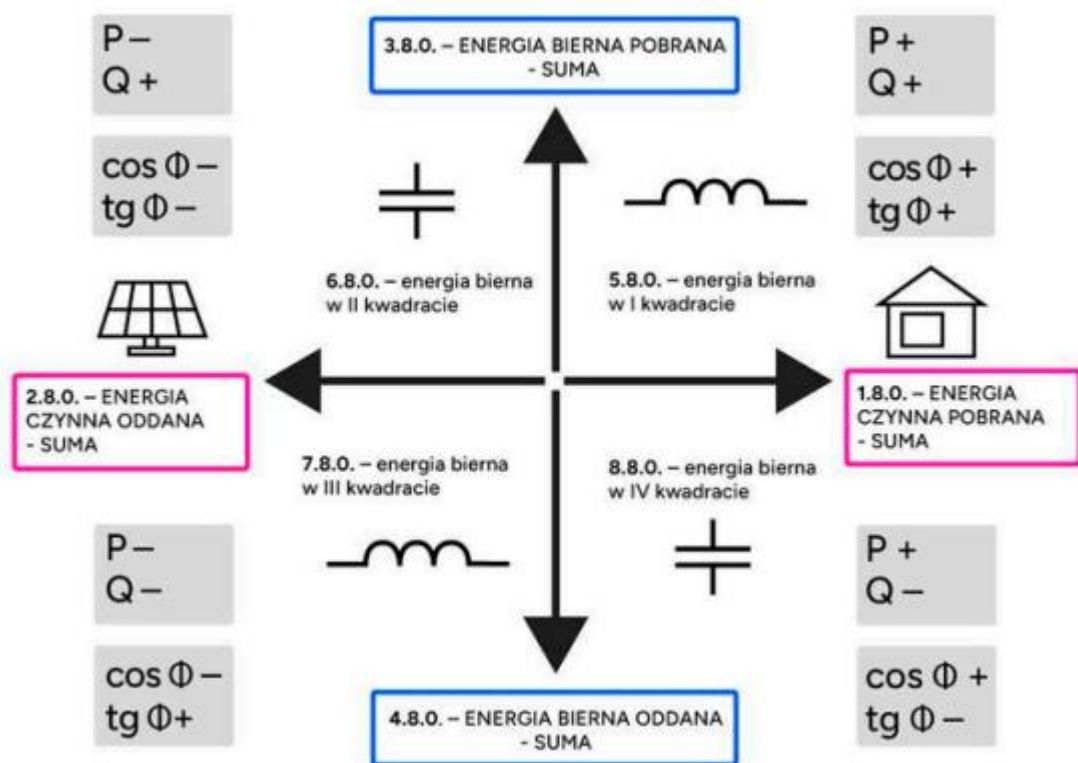 P –
Q +
3.8.0. – ENERGIA BIERNA POBRANA
- SUMA
P +
Q +
cos Φ –
tg Φ –
cos Φ +
tg Φ +
6.8.0. – energia bierna
w II kwadracie
5.8.0. – energia bierna
w I kwadracie
2.8.0. – ENERGIA
CZYNNA ODDANA
- SUMA
1.8.0. – ENERGIA
CZYNNA POBRANA
- SUMA
7.8.0. – energia bierna
w III kwadracie
8.8.0. – energia bierna
w IV kwadracie
P –
Q –
P +
Q –
cos Φ –
tg Φ+
cos Φ +
tg Φ –
4.8.0. – ENERGIA BIERNA ODDANA
- SUMA